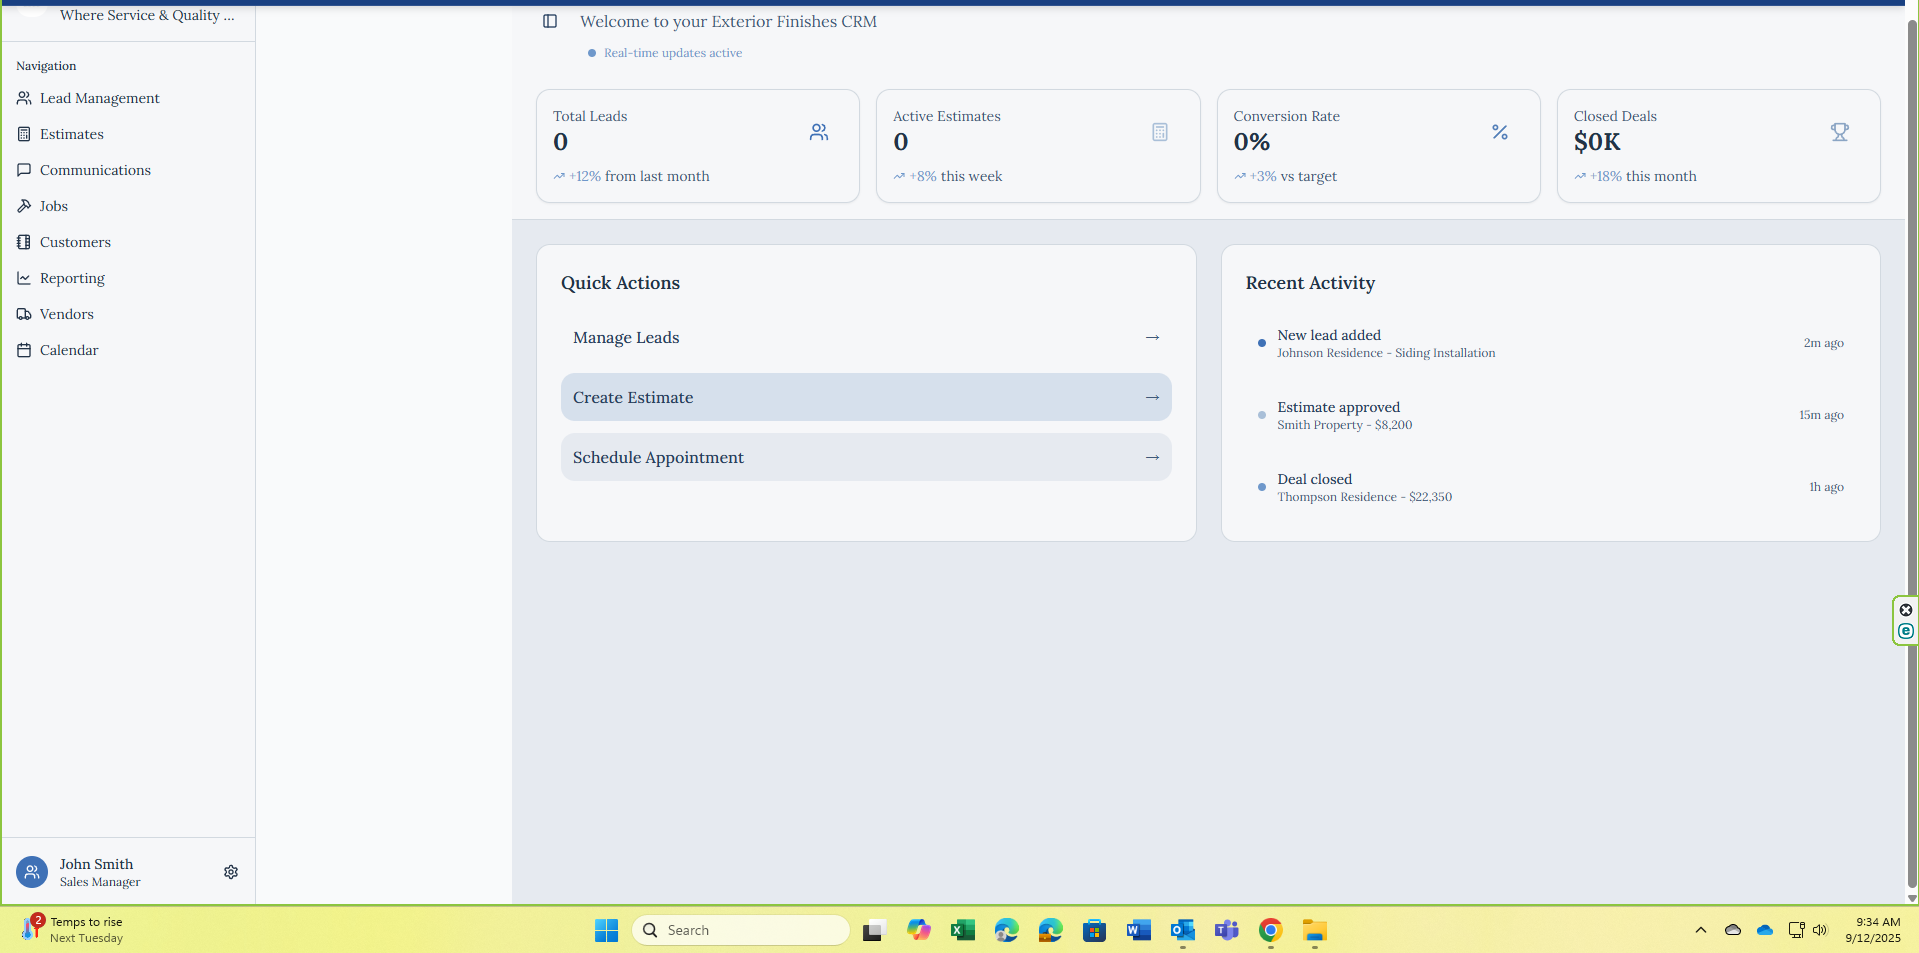 Where Service & Quality ...
Navigation
Lead Management
Estimates
Communications
Jobs
Customers
Reporting
Vendors
Calendar
John Smith
Sales Manager
Welcome to your Exterior Finishes CRM
Real-time updates active
Total Leads
0
+12% from last month
Active Estimates
0
+8% this week
Conversion Rate
0%
+3% vs target
Closed Deals
$0K
+18% this month
Quick Actions
Manage Leads →
Create Estimate →
Schedule Appointment →
Recent Activity
New lead added
Johnson Residence - Siding Installation
2m ago
Estimate approved
Smith Property - $8,200
15m ago
Deal closed
Thompson Residence - $22,350
1h ago
2
Temps to rise
Next Tuesday
Search
9:34 AM
9/12/2025